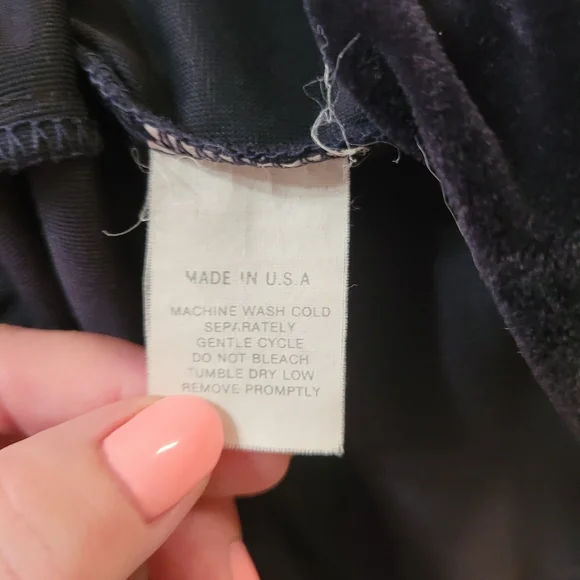 MADE IN U.S.A
MACHINE WASH COLD
SEPARATELY
GENTLE CYCLE
DO NOT BLEACH
TUMBLE DRY LOW
REMOVE PROMPTLY